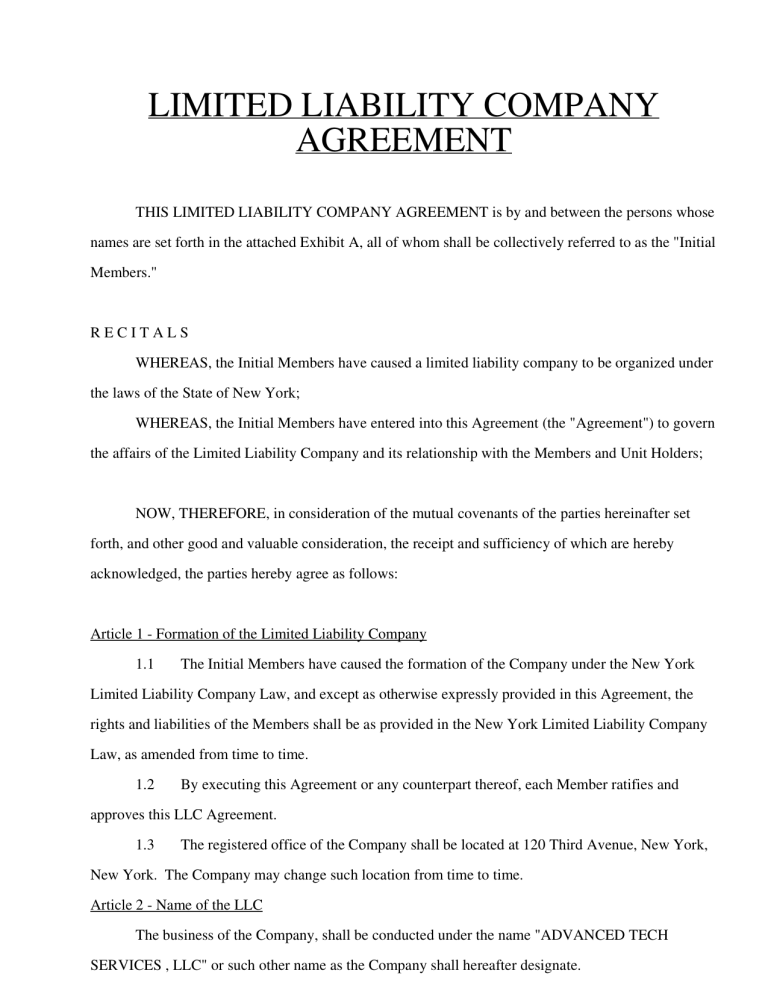 LIMITED LIABILITY COMPANY
AGREEMENT
THIS LIMITED LIABILITY COMPANY AGREEMENT is by and between the persons whose
names are set forth in the attached Exhibit A, all of whom shall be collectively referred to as the "Initial
Members."
R E C I T A L S
WHEREAS, the Initial Members have caused a limited liability company to be organized under
the laws of the State of New York;
WHEREAS, the Initial Members have entered into this Agreement (the "Agreement") to govern
the affairs of the Limited Liability Company and its relationship with the Members and Unit Holders;
NOW, THEREFORE, in consideration of the mutual covenants of the parties hereinafter set
forth, and other good and valuable consideration, the receipt and sufficiency of which are hereby
acknowledged, the parties hereby agree as follows:
Article 1 - Formation of the Limited Liability Company
1.1 The Initial Members have caused the formation of the Company under the New York
Limited Liability Company Law, and except as otherwise expressly provided in this Agreement, the
rights and liabilities of the Members shall be as provided in the New York Limited Liability Company
Law, as amended from time to time.
1.2 By executing this Agreement or any counterpart thereof, each Member ratifies and
approves this LLC Agreement.
1.3 The registered office of the Company shall be located at 120 Third Avenue, New York,
New York.  The Company may change such location from time to time.
Article 2 - Name of the LLC
The business of the Company, shall be conducted under the name "ADVANCED TECH
SERVICES , LLC" or such other name as the Company shall hereafter designate.